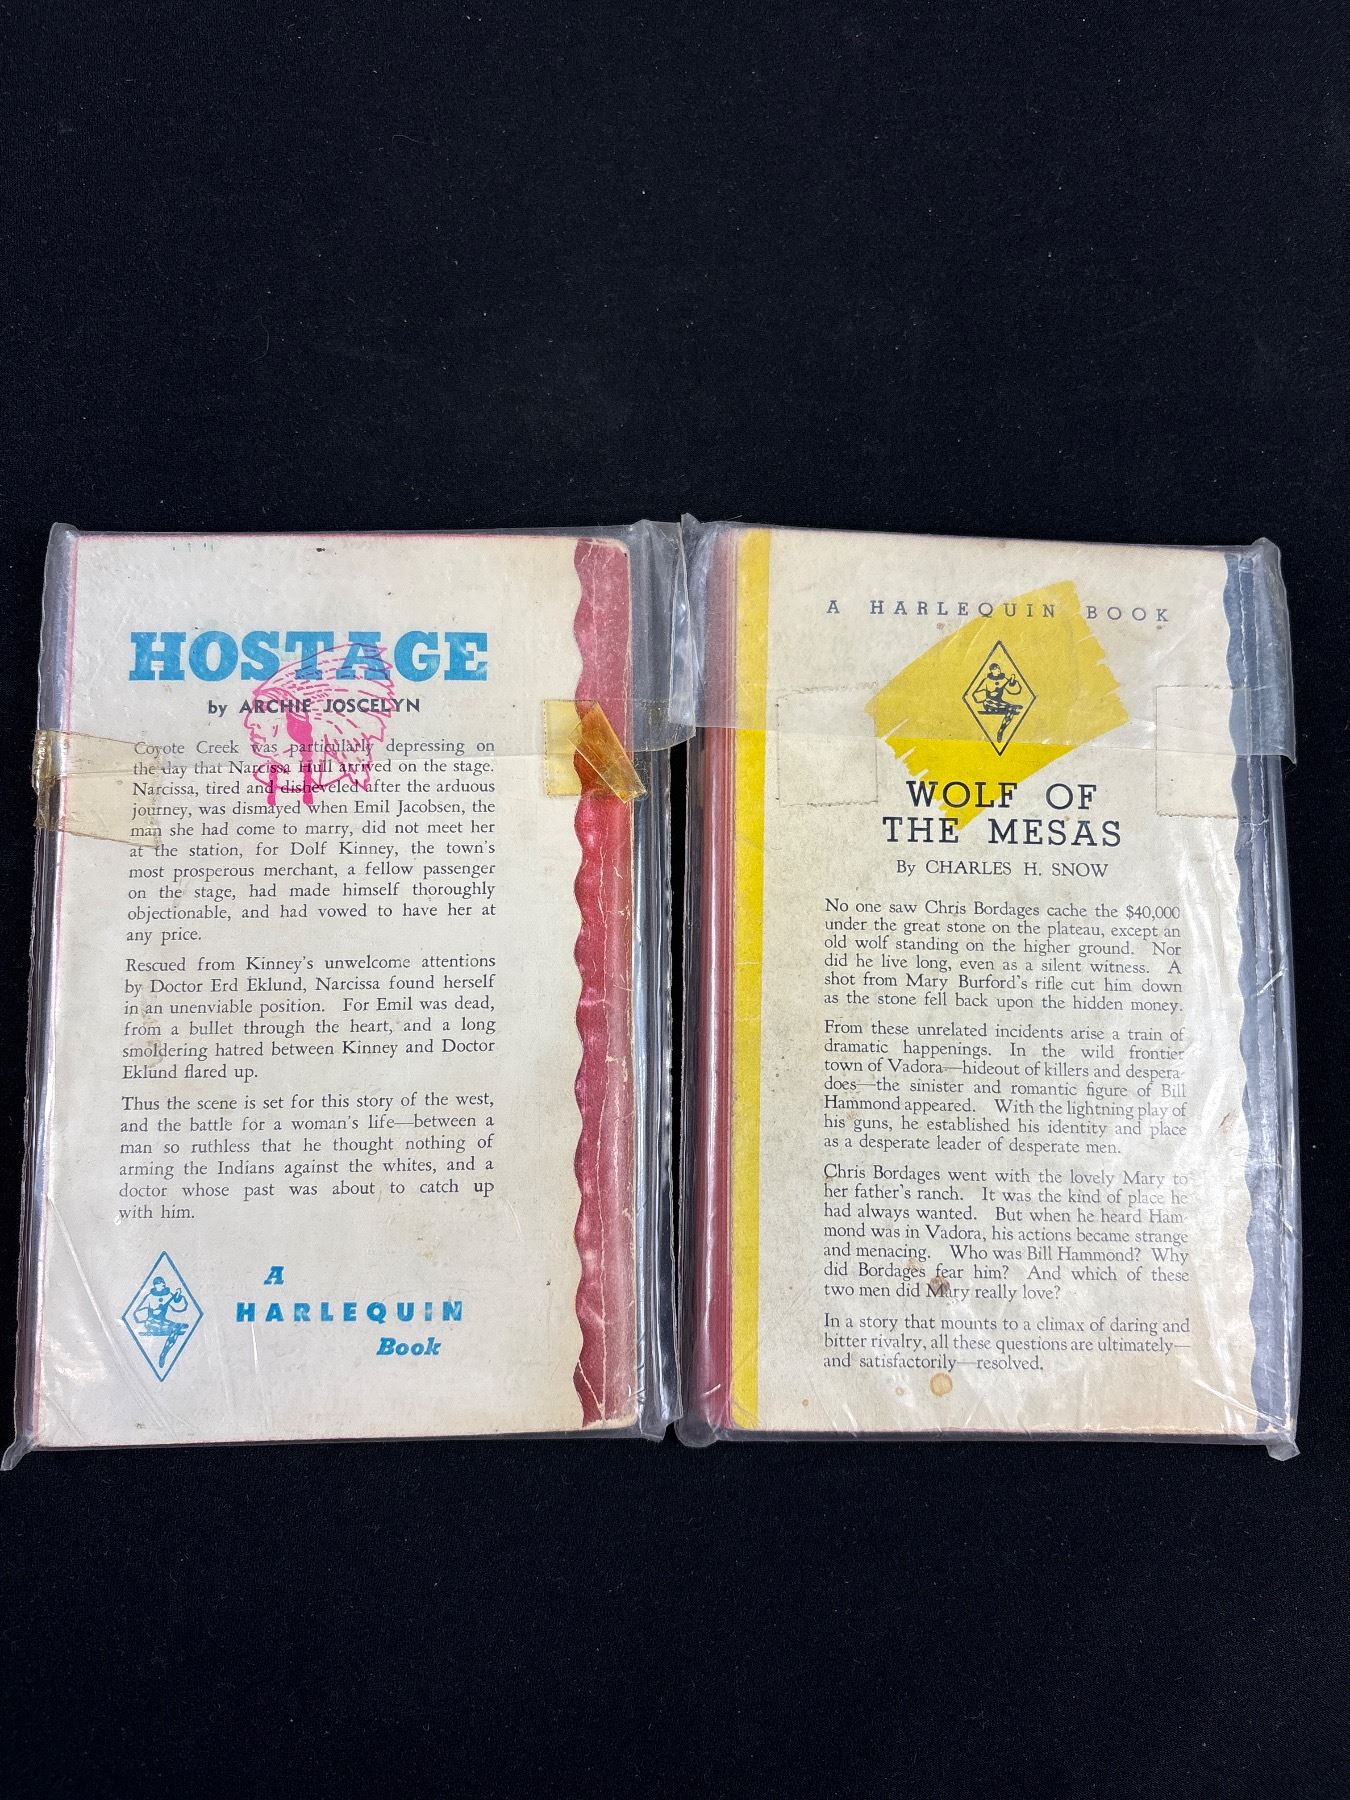 HOSTAGE
by ARCHIE JOSCELYN
Coyote Creek was particularly depressing on
the day that Narcissa Hull arrived on the stage.
Narcissa, tired and disheveled after the arduous
journey, was dismayed when Emil Jacobsen, the
man she had come to marry, did not meet her
at the station, for Dolf Kinney, the town's
most prosperous merchant, a fellow passenger
on the stage, had made himself thoroughly
objectionable, and had vowed to have her at
any price.
Rescued from Kinney's unwelcome attentions
by Doctor Erd Eklund, Narcissa found herself
in an unenviable position. For Emil was dead,
from a bullet through the heart, and a long
smoldering hatred between Kinney and Doctor
Eklund flared up.
Thus the scene is set for this story of the west,
and the battle for a woman's life—between a
man so ruthless that he thought nothing of
arming the Indians against the whites, and a
doctor whose past was about to catch up
with him.
A
HARLEQUIN
Book
A HARLEQUIN BOOK
WOLF OF
THE MESAS
By CHARLES H. SNOW
No one saw Chris Bordages cache the $40,000
under the great stone on the plateau, except an
old wolf standing on the higher ground. Nor
did he live long, even as a silent witness. A
shot from Mary Burford's rifle cut him down
as the stone fell back upon the hidden money.
From these unrelated incidents arise a train of
dramatic happenings. In the wild frontier
town of Vadora—hideout of killers and despera-
does—the sinister and romantic figure of Bill
Hammond appeared. With the lightning play of
his guns, he established his identity and place
as a desperate leader of desperate men.
Chris Bordages went with the lovely Mary to
her father's ranch. It was the kind of place he
had always wanted. But when he heard Ham-
mond was in Vadora, his actions became strange
and menacing. Who was Bill Hammond? Why
did Bordages fear him? And which of these
two men did Mary really love?
In a story that mounts to a climax of daring and
bitter rivalry, all these questions are ultimately—
and satisfactorily—resolved.